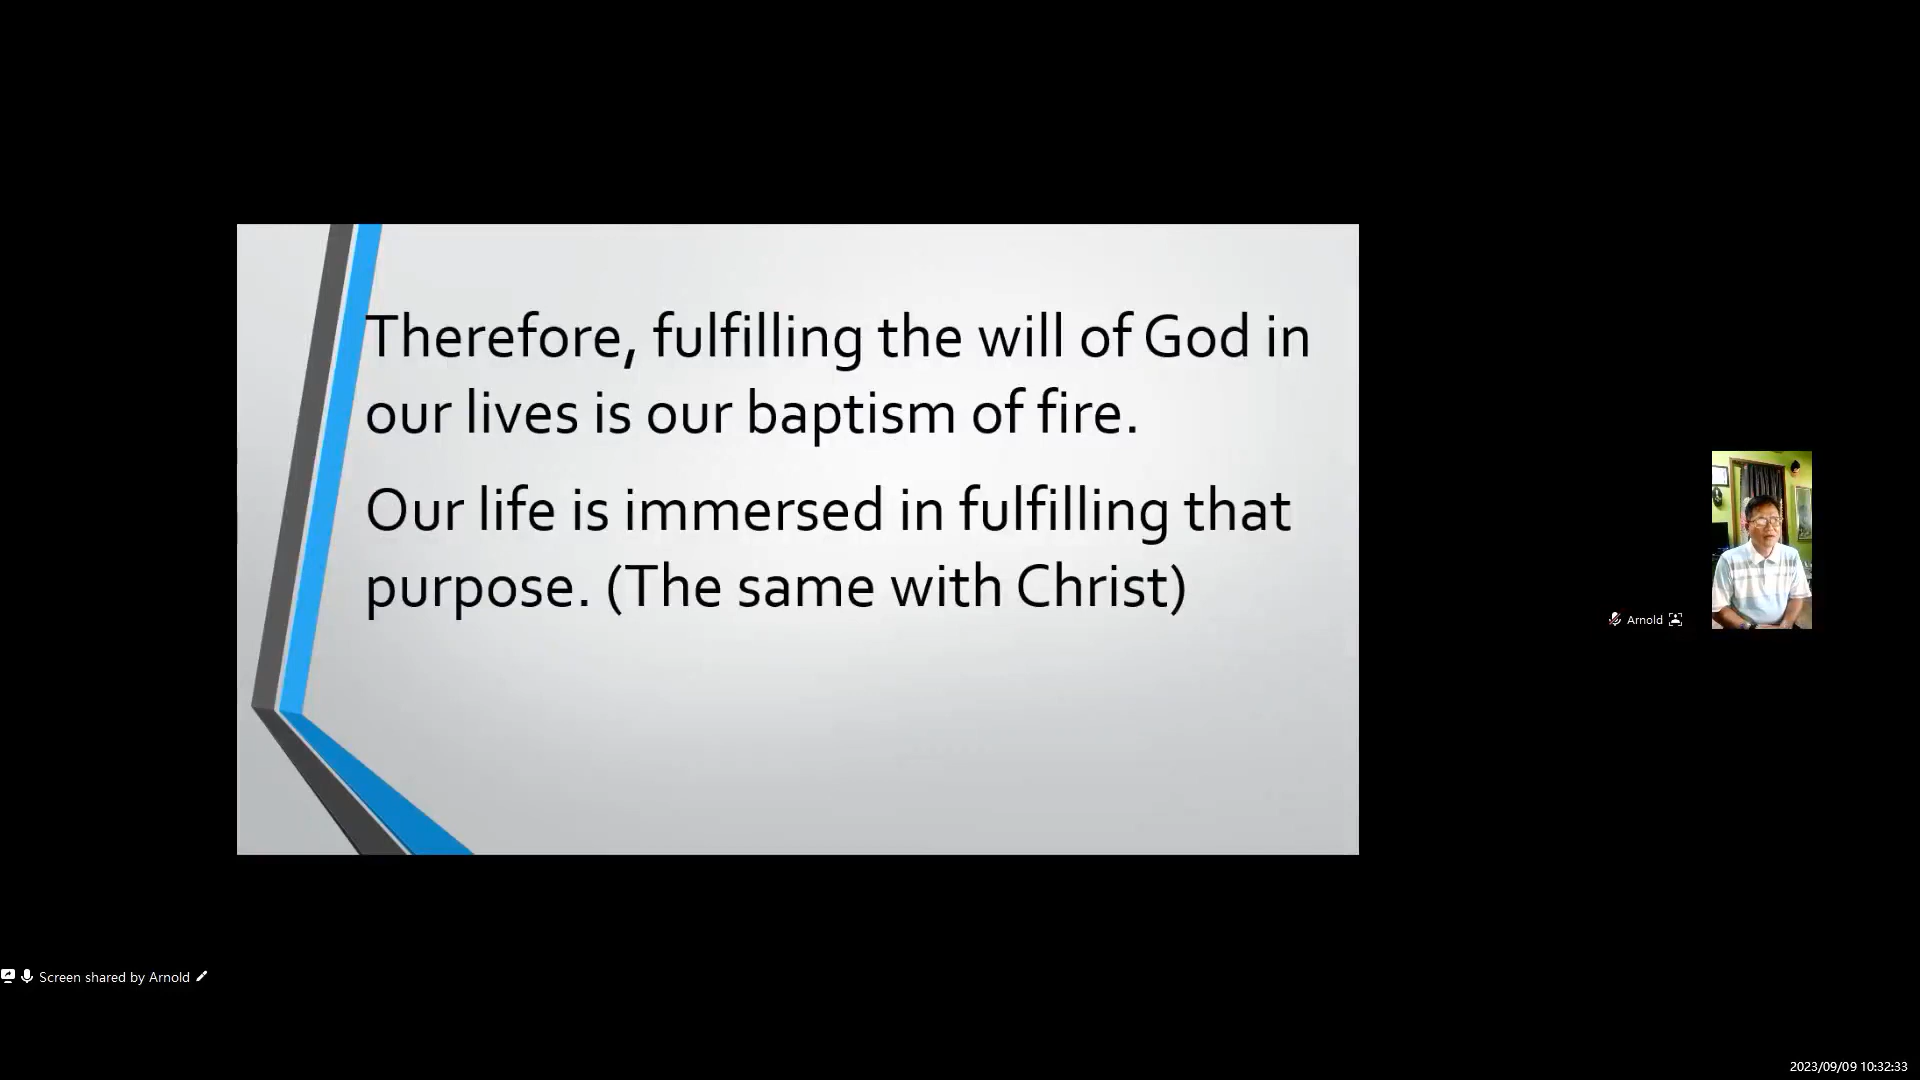 Therefore, fulfilling the will of God in
our lives is our baptism of fire.
Our life is immersed in fulfilling that
purpose. (The same with Christ)
Arnold
Screen shared by Arnold
2023/09/09 10:32:33